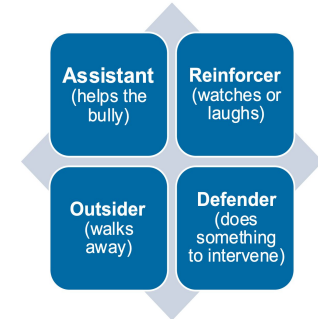 Assistant
(helps the
bully)
Reinforcer
(watches or
laughs)
Outsider
(walks
away)
Defender
(does
something
to intervene)